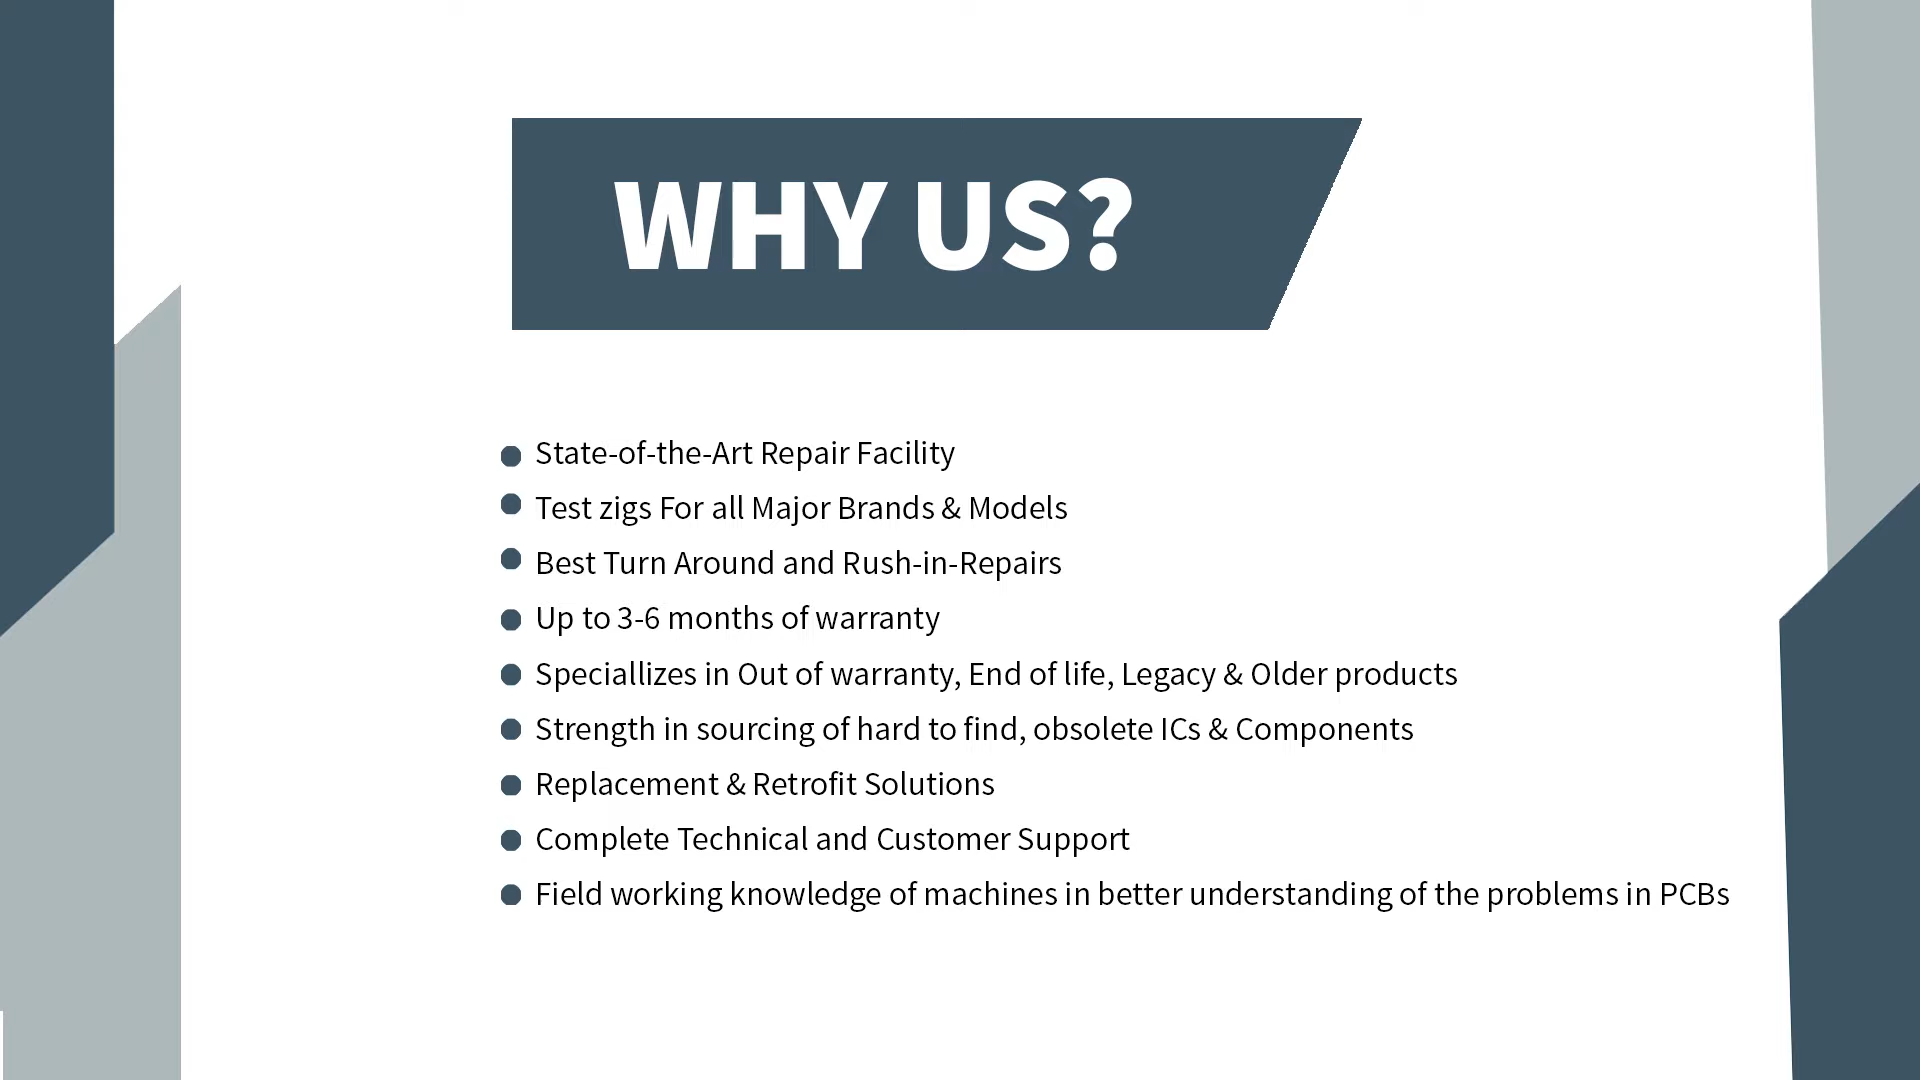 WHY US?
State-of-the-Art Repair Facility
Test zigs For all Major Brands & Models
Best Turn Around and Rush-in-Repairs
Up to 3-6 months of warranty
Speciallizes in Out of warranty, End of life, Legacy & Older products
Strength in sourcing of hard to find, obsolete ICs & Components
Replacement & Retrofit Solutions
Complete Technical and Customer Support
Field working knowledge of machines in better understanding of the problems in PCBs